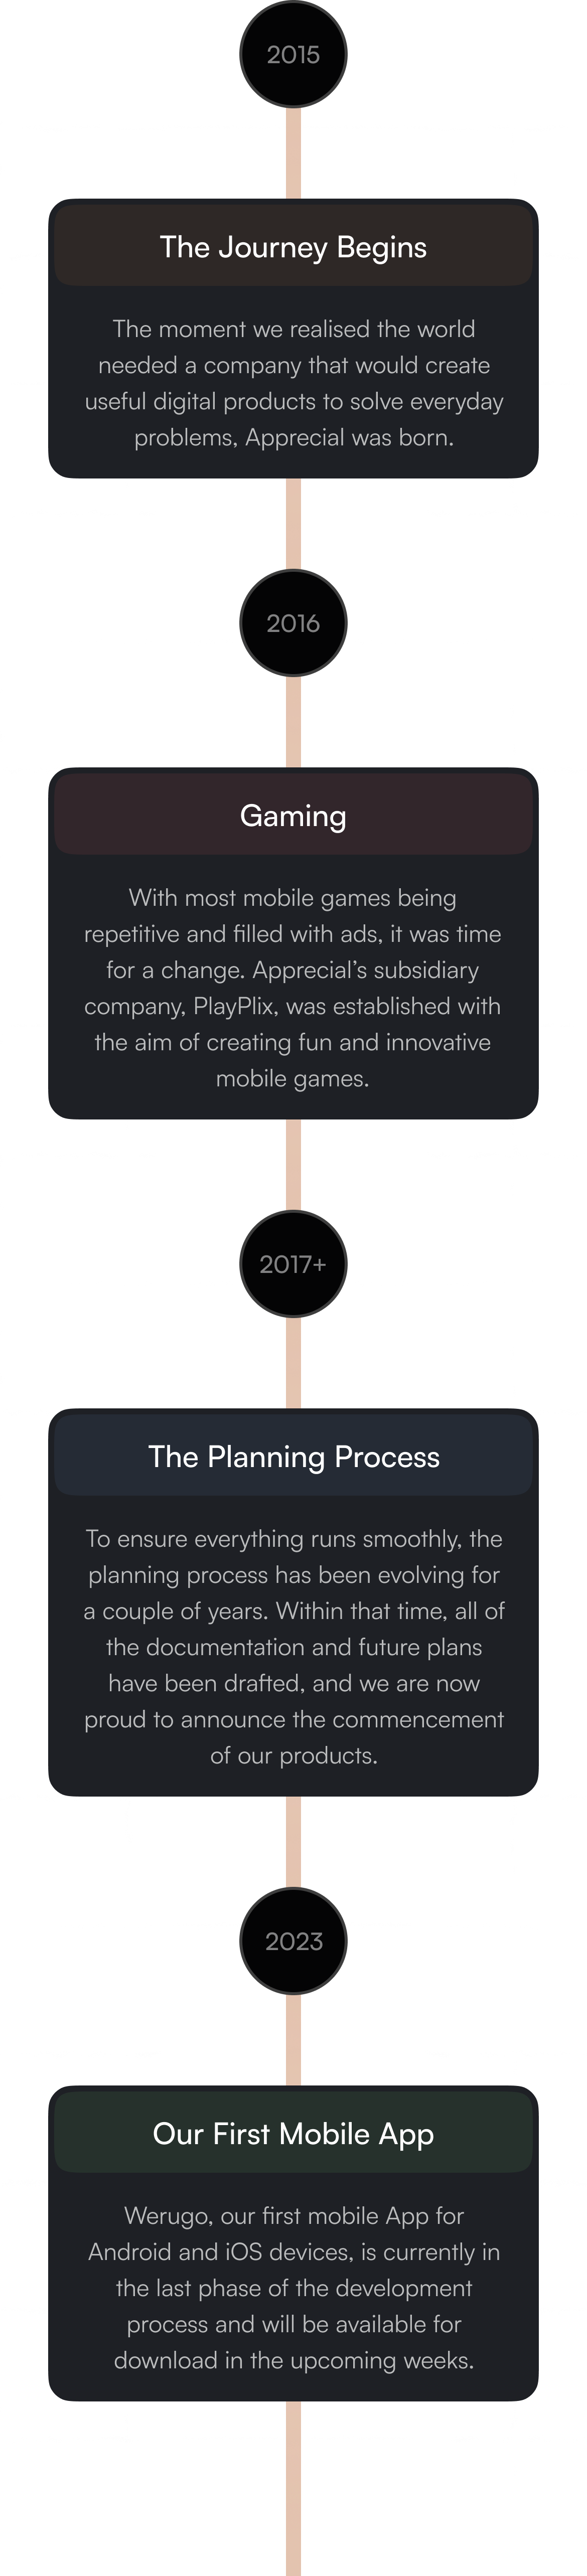 2015
The Journey Begins
The moment we realised the world
needed a company that would create
useful digital products to solve everyday
problems, Apprecial was born.
2016
Gaming
With most mobile games being
repetitive and filled with ads, it was time
for a change. Apprecial’s subsidiary
company, PlayPlix, was established with
the aim of creating fun and innovative
mobile games.
2017+
The Planning Process
To ensure everything runs smoothly, the
planning process has been evolving for
a couple of years. Within that time, all of
the documentation and future plans
have been drafted, and we are now
proud to announce the commencement
of our products.
2023
Our First Mobile App
Werugo, our first mobile App for
Android and iOS devices, is currently in
the last phase of the development
process and will be available for
download in the upcoming weeks.